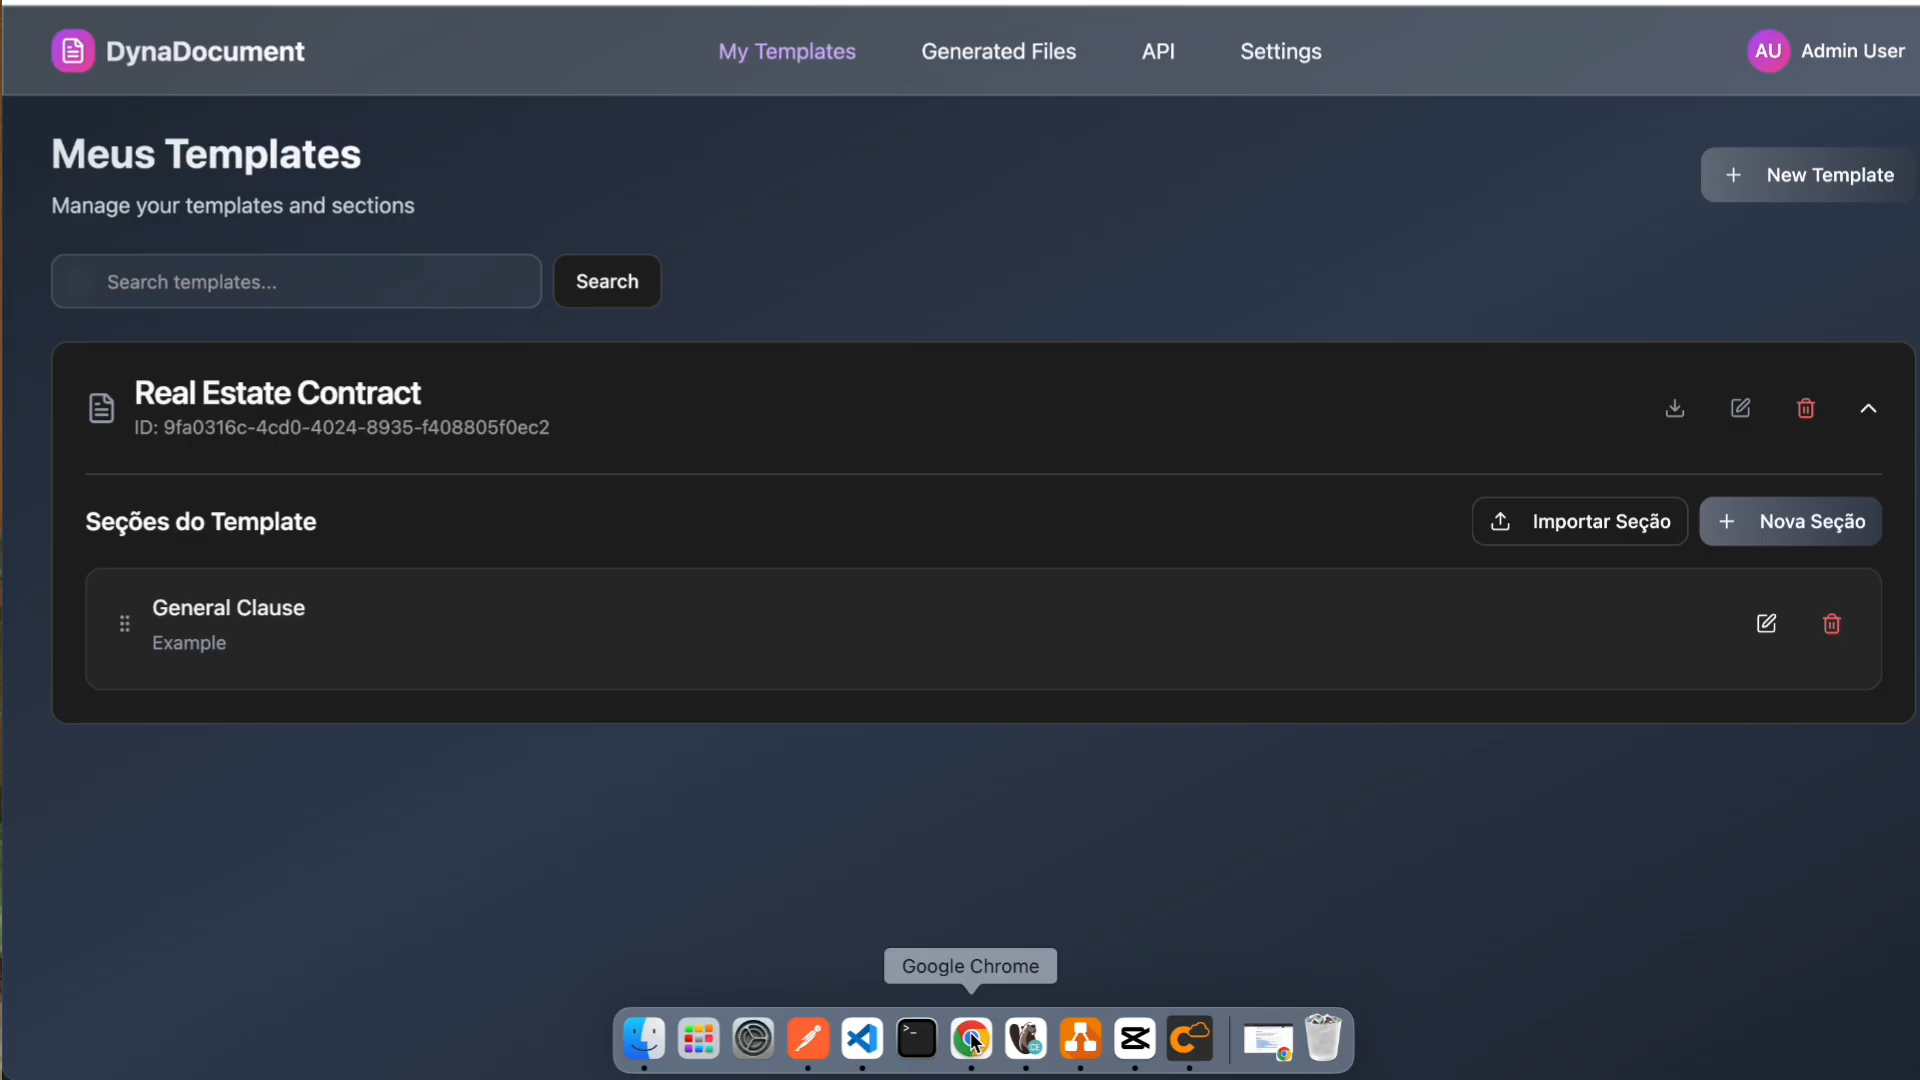 DynaDocument
My Templates
Generated Files
API
Settings
AU
Admin User
Meus Templates
Manage your templates and sections
+ New Template
Search templates...
Search
Real Estate Contract
ID: 9fa0316c-4cd0-4024-8935-f408805f0ec2
Seções do Template
Importar Seção
+ Nova Seção
General Clause
Example
Google Chrome
>_
CE